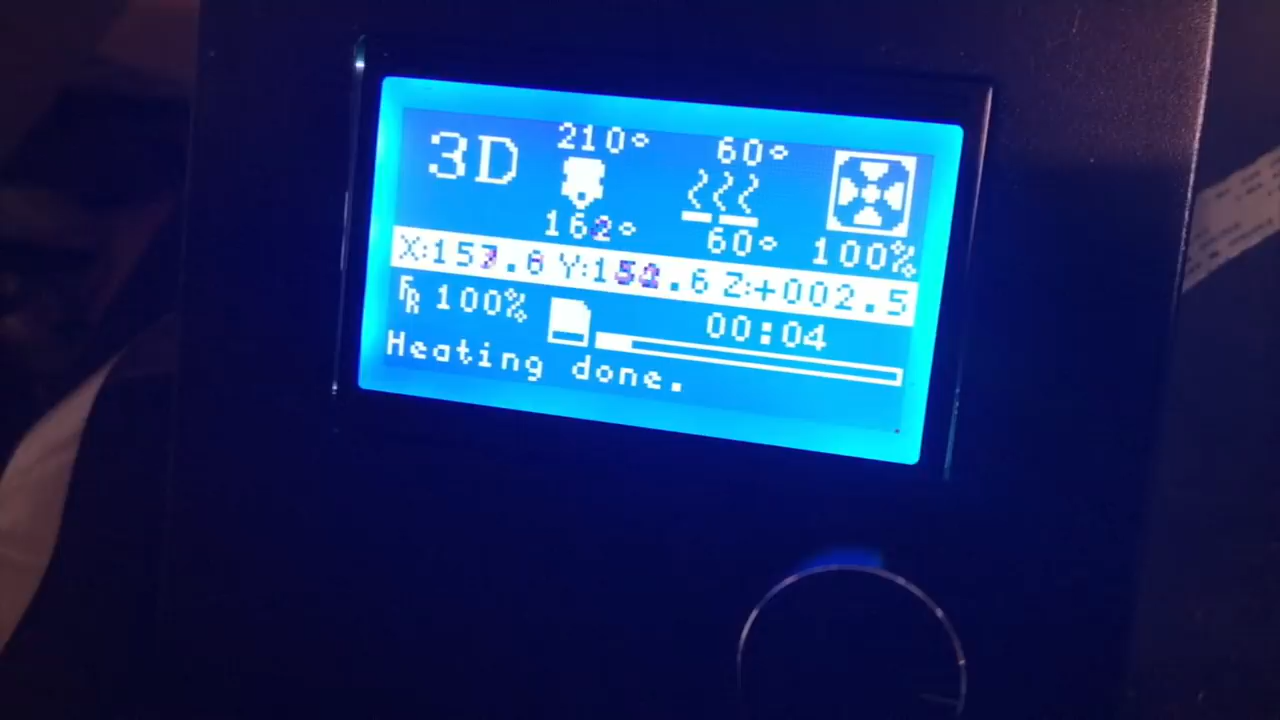 3D 210° 60°
162° 60° 100%
X:157.6 Y:152.6 Z:+002.5
FR 100% 00:04
Heating done.